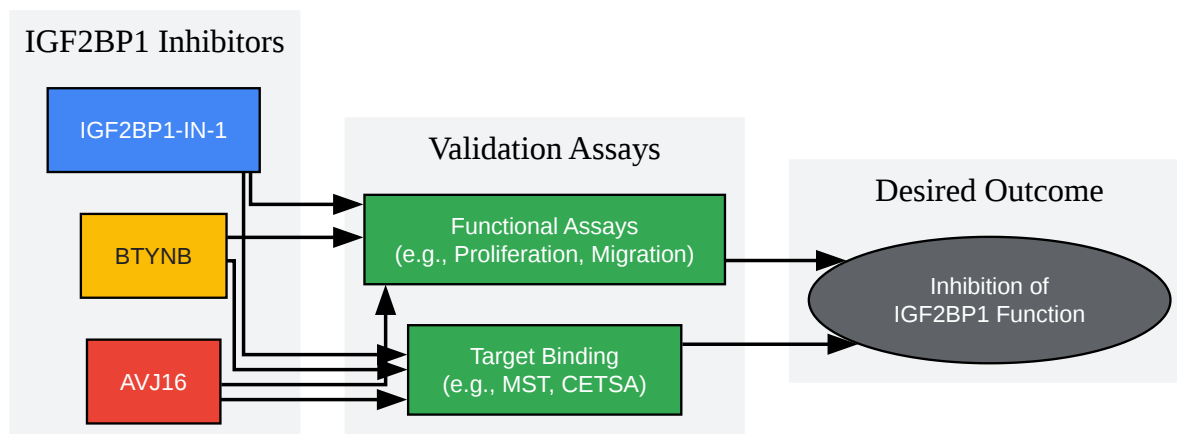 IGF2BP1 Inhibitors
IGF2BP1-IN-1
BTYNB
AVJ16
Validation Assays
Functional Assays
(e.g., Proliferation, Migration)
Target Binding
(e.g., MST, CETSA)
Desired Outcome
Inhibition of
IGF2BP1 Function